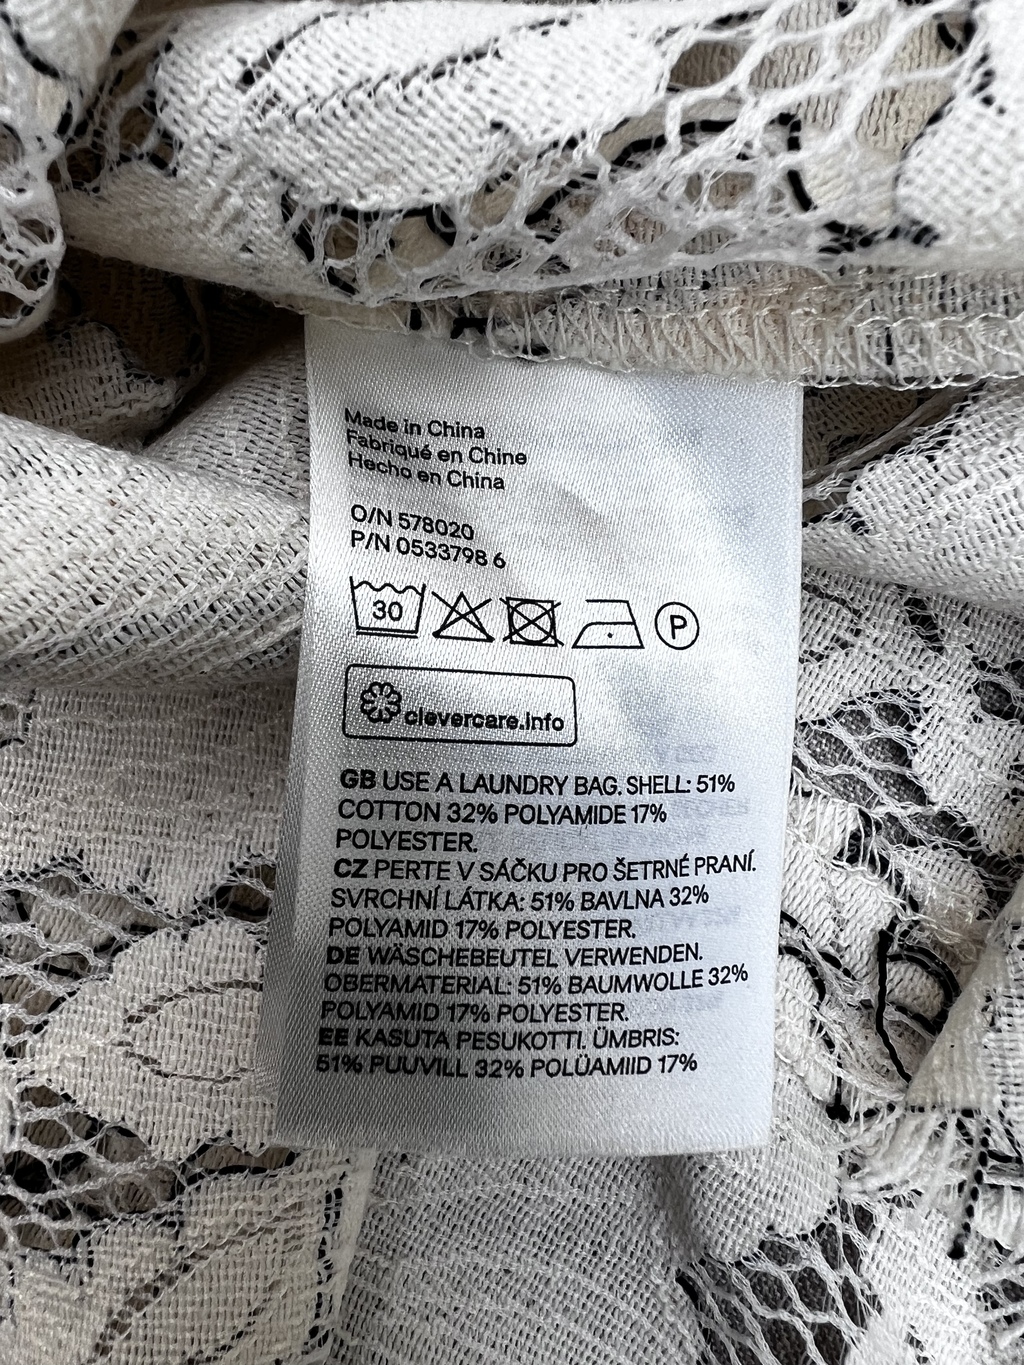 Made in China
Fabriqué en Chine
Hecho en China
O/N 578020
P/N 0533798 6
30
P
clevercare.info
GB USE A LAUNDRY BAG. SHELL: 51%
COTTON 32% POLYAMIDE 17%
POLYESTER.
CZ PERTE V SÁČKU PRO ŠETRNÉ PRANÍ.
SVRCHNÍ LÁTKA: 51% BAVLNA 32%
POLYAMID 17% POLYESTER.
DE WÄSCHEBEUTEL VERWENDEN.
OBERMATERIAL: 51% BAUMWOLLE 32%
POLYAMID 17% POLYESTER.
EE KASUTA PESUKOTTI. ÜMBRIS:
51% PUUVILL 32% POLÜAMIID 17%